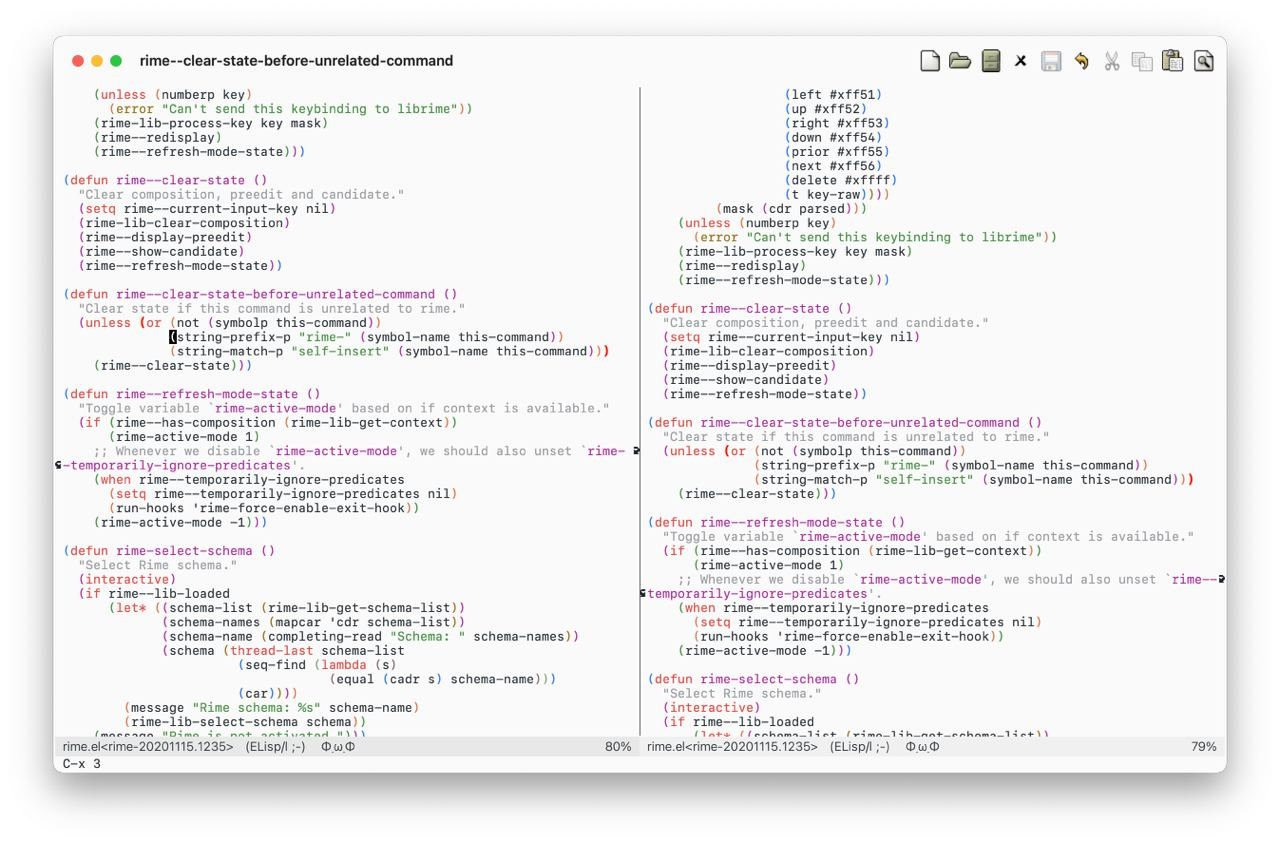 rime--clear-state-before-unrelated-command
(unless (numberp key)
(error "Can't send this keybinding to librime"))
(rime-lib-process-key key mask)
(rime--redisplay)
(rime--refresh-mode-state)))
(defun rime--clear-state ()
"Clear composition, preedit and candidate."
(setq rime--current-input-key nil)
(rime-lib-clear-composition)
(rime--display-preedit)
(rime--show-candidate)
(rime--refresh-mode-state))
(defun rime--clear-state-before-unrelated-command ()
"Clear state if this command is unrelated to rime."
(unless (or (not (symbolp this-command))
(string-prefix-p "rime-" (symbol-name this-command))
(string-match-p "self-insert" (symbol-name this-command)))
(rime--clear-state)))
(defun rime--refresh-mode-state ()
"Toggle variable `rime-active-mode' based on if context is available."
(if (rime--has-composition (rime-lib-get-context))
(rime-active-mode 1)
;; Whenever we disable `rime-active-mode', we should also unset `rime-
-temporarily-ignore-predicates'.
(when rime--temporarily-ignore-predicates
(setq rime--temporarily-ignore-predicates nil)
(run-hooks 'rime-force-enable-exit-hook))
(rime-active-mode -1)))
(defun rime-select-schema ()
"Select Rime schema."
(interactive)
(if rime--lib-loaded
(let* ((schema-list (rime-lib-get-schema-list))
(schema-names (mapcar 'cdr schema-list))
(schema-name (completing-read "Schema: " schema-names))
(schema (thread-last schema-list
(seq-find (lambda (s)
(equal (cadr s) schema-name)))
(car))))
(message "Rime schema: %s" schema-name)
(rime-lib-select-schema schema))
(message "Rime is not activated.")))
rime.el<rime-20201115.1235> (ELisp/l ;-) Φ.ω.Φ 80%
(left #xff51)
(up #xff52)
(right #xff53)
(down #xff54)
(prior #xff55)
(next #xff56)
(delete #xffff)
(t key-raw))))
(mask (cdr parsed)))
(unless (numberp key)
(error "Can't send this keybinding to librime"))
(rime-lib-process-key key mask)
(rime--redisplay)
(rime--refresh-mode-state)))
(defun rime--clear-state ()
"Clear composition, preedit and candidate."
(setq rime--current-input-key nil)
(rime-lib-clear-composition)
(rime--display-preedit)
(rime--show-candidate)
(rime--refresh-mode-state))
(defun rime--clear-state-before-unrelated-command ()
"Clear state if this command is unrelated to rime."
(unless (or (not (symbolp this-command))
(string-prefix-p "rime-" (symbol-name this-command))
(string-match-p "self-insert" (symbol-name this-command)))
(rime--clear-state)))
(defun rime--refresh-mode-state ()
"Toggle variable `rime-active-mode' based on if context is available."
(if (rime--has-composition (rime-lib-get-context))
(rime-active-mode 1)
;; Whenever we disable `rime-active-mode', we should also unset `rime--
temporarily-ignore-predicates'.
(when rime--temporarily-ignore-predicates
(setq rime--temporarily-ignore-predicates nil)
(run-hooks 'rime-force-enable-exit-hook))
(rime-active-mode -1)))
(defun rime-select-schema ()
"Select Rime schema."
(interactive)
(if rime--lib-loaded
(let* ((schema-list (rime-lib-get-schema-list))
rime.el<rime-20201115.1235> (ELisp/l ;-) Φ.ω.Φ 79%
C-x 3